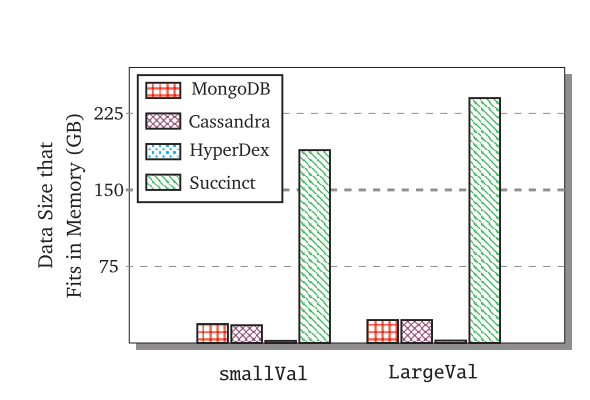 Data Size that
Fits in Memory (GB)
225
150
75
MongoDB
Cassandra
HyperDex
Succinct
smallVal
LargeVal